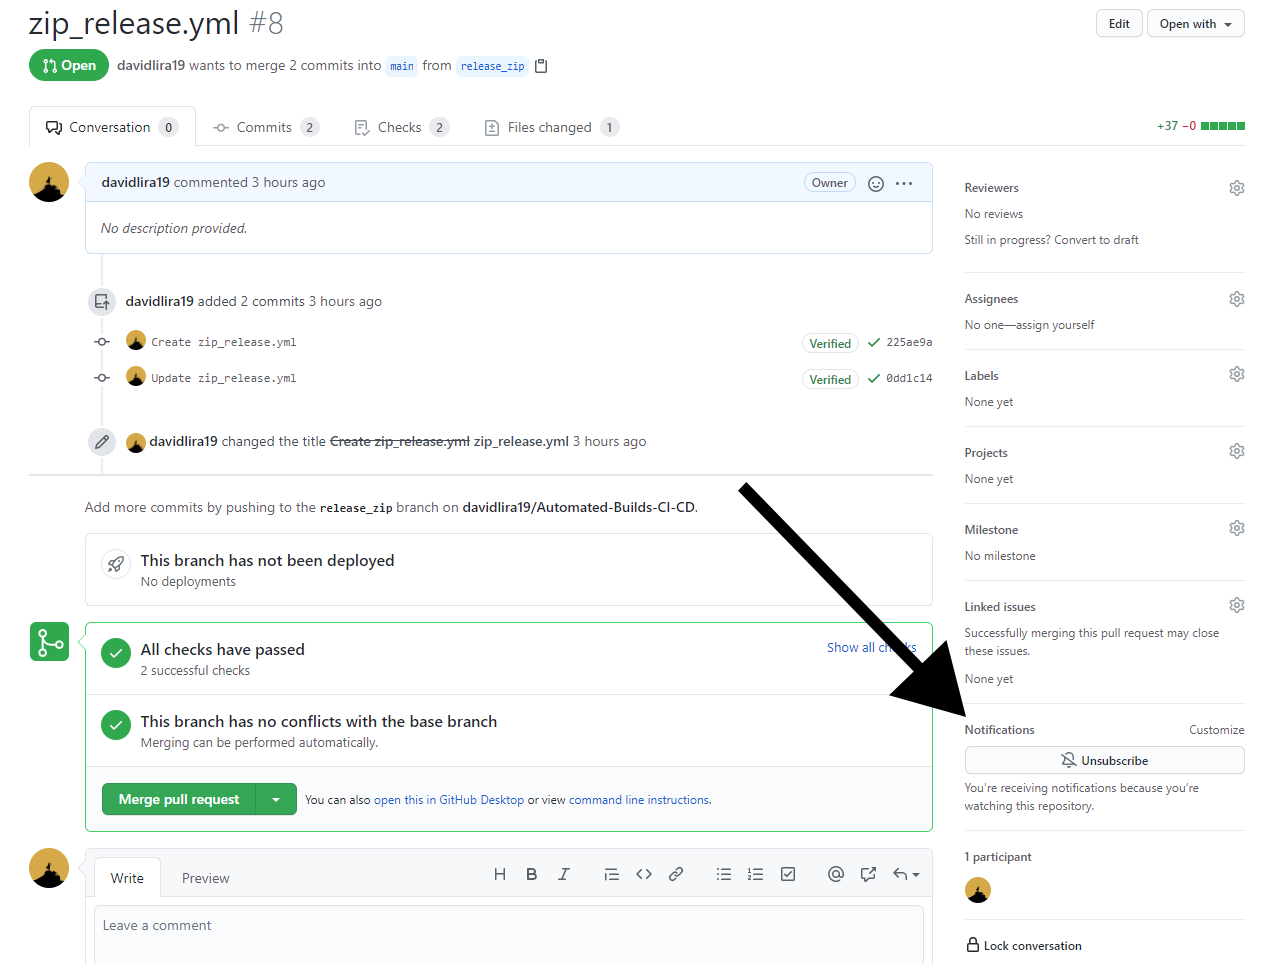 zip_release.yml #8
Edit
Open with
Open
davidlira19 wants to merge 2 commits into main from release_zip
Conversation 0
Commits 2
Checks 2
Files changed 1
+37 −0
davidlira19 commented 3 hours ago
Owner
No description provided.
davidlira19 added 2 commits 3 hours ago
Create zip_release.yml
Verified
225ae9a
Update zip_release.yml
Verified
0dd1c14
davidlira19 changed the title Create zip_release.yml zip_release.yml 3 hours ago
Add more commits by pushing to the release_zip branch on davidlira19/Automated-Builds-CI-CD.
This branch has not been deployed
No deployments
All checks have passed
2 successful checks
Show all checks
This branch has no conflicts with the base branch
Merging can be performed automatically.
Merge pull request
You can also open this in GitHub Desktop or view command line instructions.
Write
Preview
H B I
Leave a comment
Reviewers
No reviews
Still in progress? Convert to draft
Assignees
No one—assign yourself
Labels
None yet
Projects
None yet
Milestone
No milestone
Linked issues
Successfully merging this pull request may close
these issues.
None yet
Notifications
Customize
Unsubscribe
You're receiving notifications because you're
watching this repository.
1 participant
Lock conversation